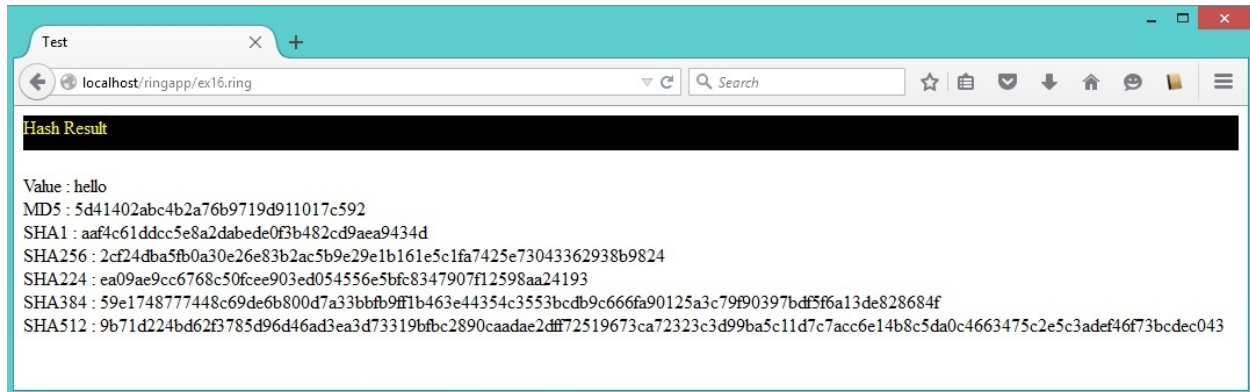 Test
localhost/ringapp/ex16.ring
Search
Hash Result
Value : hello
MD5 : 5d41402abc4b2a76b9719d911017c592
SHA1 : aaf4c61ddcc5e8a2dabede0f3b482cd9aea9434d
SHA256 : 2cf24dba5fb0a30e26e83b2ac5b9e29e1b161e5c1fa7425e73043362938b9824
SHA224 : ea09ae9cc6768c50fcee903ed054556e5bfc8347907f12598aa24193
SHA384 : 59e1748777448c69de6b800d7a33bbfb9ff1b463e44354c3553bcdb9c666fa90125a3c79f90397bdf5f6a13de828684f
SHA512 : 9b71d224bd62f3785d96d46ad3ea3d73319bfbc2890caadae2dff72519673ca72323c3d99ba5c11d7c7acc6e14b8c5da0c4663475c2e5c3adef46f73bcdec043